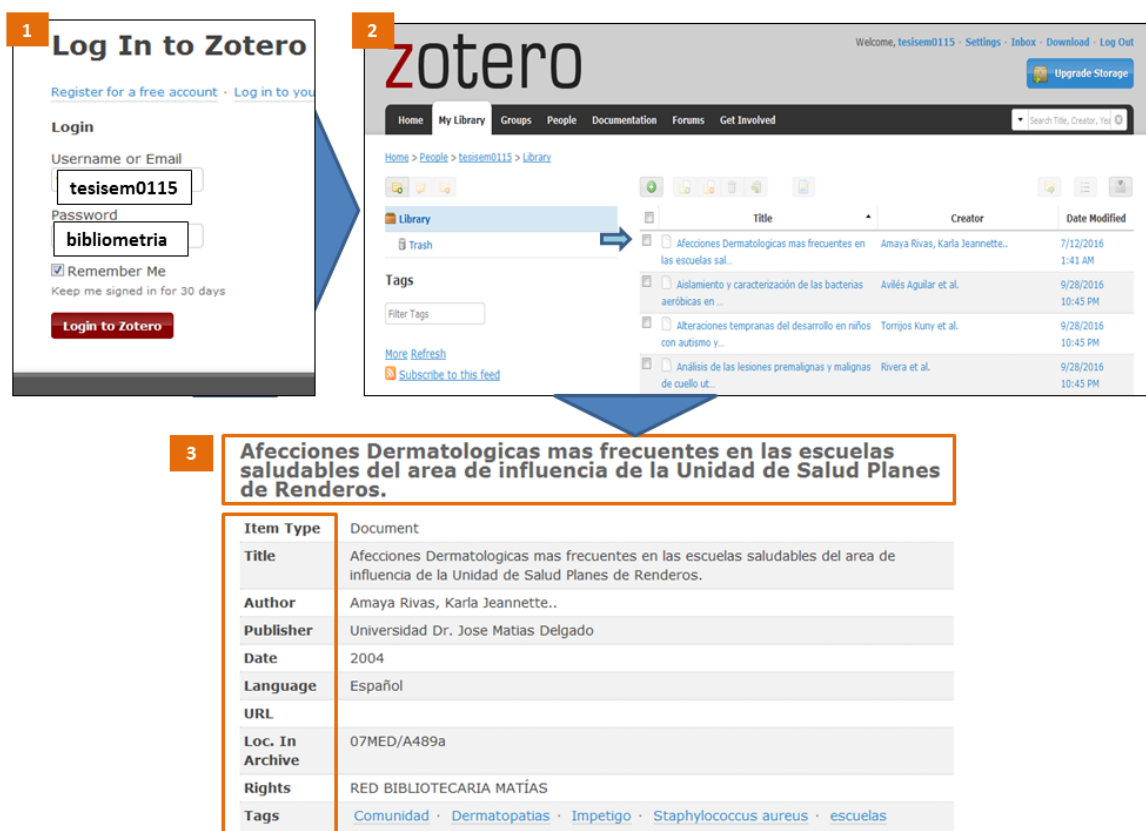 1
Log In to Zotero
Register for a free account · Log in to you
Login
Username or Email
tesisem0115
Password
bibliometria
Remember Me
Keep me signed in for 30 days
Login to Zotero
2
zotero
Welcome, tesisem0115 · Settings · Inbox · Download · Log Out
Upgrade Storage
Home My Library Groups People Documentation Forums Get Involved
Search Title, Creator, Yea
Home > People > tesisem0115 > Library
Library
Trash
Tags
Filter Tags
More Refresh
Subscribe to this feed
Title Creator Date Modified
Afecciones Dermatologicas mas frecuentes en Amaya Rivas, Karla Jeannette.. 7/12/2016
las escuelas sal... 1:41 AM
Aislamiento y caracterización de las bacterias Avilés Aguilar et al. 9/28/2016
aeróbicas en ... 10:45 PM
Alteraciones tempranas del desarrollo en niños Torrijos Kuny et al. 9/28/2016
con autismo y... 10:45 PM
Análisis de las lesiones premalignas y malignas Rivera et al. 9/28/2016
de cuello ut... 10:45 PM
3
Afecciones Dermatologicas mas frecuentes en las escuelas
saludables del area de influencia de la Unidad de Salud Planes
de Renderos.
Item Type Document
Title Afecciones Dermatologicas mas frecuentes en las escuelas saludables del area de
influencia de la Unidad de Salud Planes de Renderos.
Author Amaya Rivas, Karla Jeannette..
Publisher Universidad Dr. Jose Matias Delgado
Date 2004
Language Español
URL
Loc. In 07MED/A489a
Archive
Rights RED BIBLIOTECARIA MATÍAS
Tags Comunidad · Dermatopatias · Impetigo · Staphylococcus aureus · escuelas